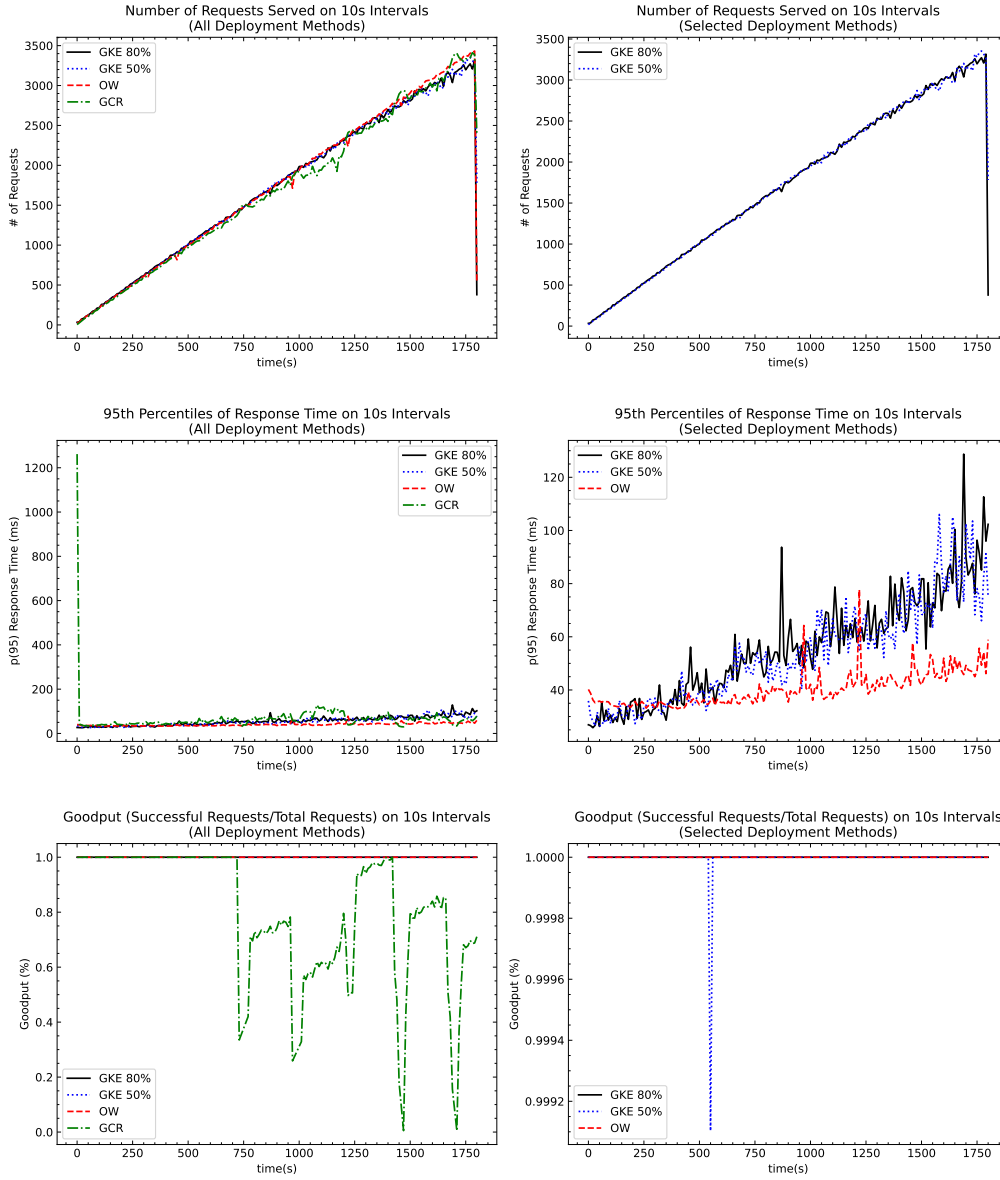 Number of Requests Served on 10s Intervals
(All Deployment Methods)
# of Requests
3500
3000
2500
2000
1500
1000
500
0
GKE 80%
GKE 50%
OW
GCR
0 250 500 750 1000 1250 1500 1750
time(s)
Number of Requests Served on 10s Intervals
(Selected Deployment Methods)
# of Requests
3500
3000
2500
2000
1500
1000
500
0
GKE 80%
GKE 50%
0 250 500 750 1000 1250 1500 1750
time(s)
95th Percentiles of Response Time on 10s Intervals
(All Deployment Methods)
p(95) Response Time (ms)
1200
1000
800
600
400
200
0
GKE 80%
GKE 50%
OW
GCR
0 250 500 750 1000 1250 1500 1750
time(s)
95th Percentiles of Response Time on 10s Intervals
(Selected Deployment Methods)
p(95) Response Time (ms)
120
100
80
60
40
GKE 80%
GKE 50%
OW
0 250 500 750 1000 1250 1500 1750
time(s)
Goodput (Successful Requests/Total Requests) on 10s Intervals
(All Deployment Methods)
Goodput (%)
1.0
0.8
0.6
0.4
0.2
0.0
GKE 80%
GKE 50%
OW
GCR
0 250 500 750 1000 1250 1500 1750
time(s)
Goodput (Successful Requests/Total Requests) on 10s Intervals
(Selected Deployment Methods)
Goodput (%)
1.0000
0.9998
0.9996
0.9994
0.9992
GKE 80%
GKE 50%
OW
0 250 500 750 1000 1250 1500 1750
time(s)